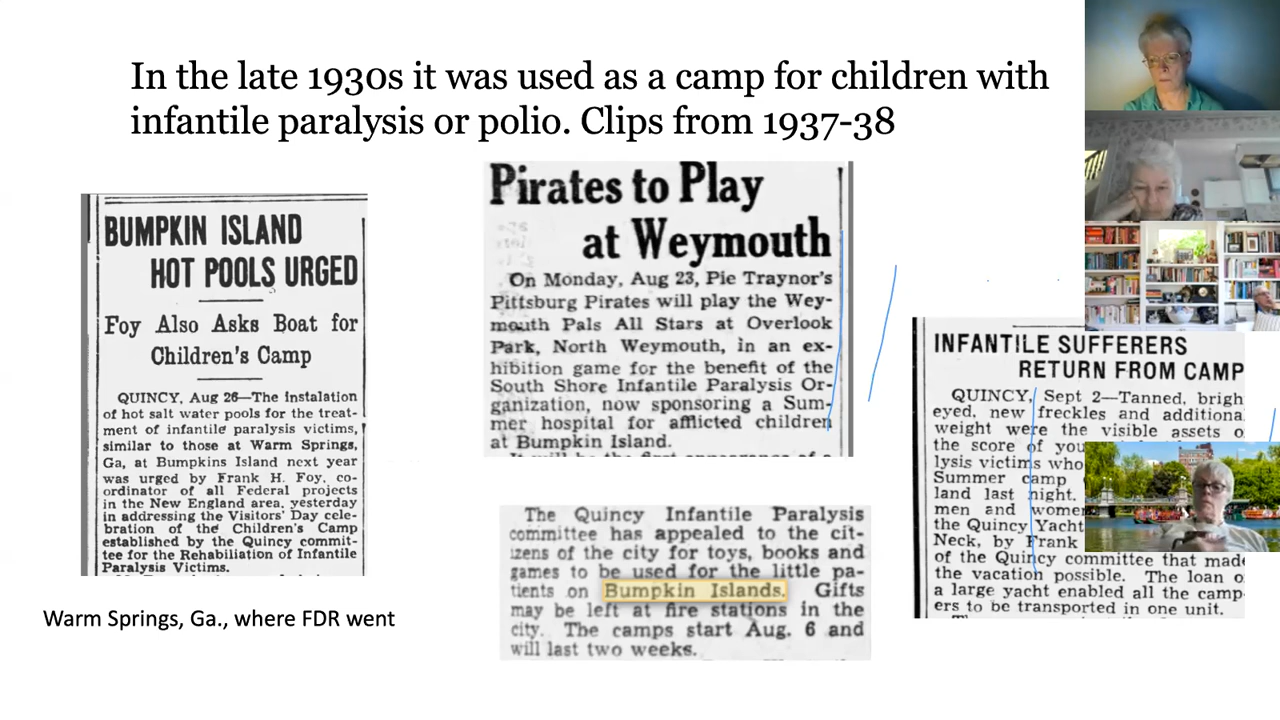 In the late 1930s it was used as a camp for children with
infantile paralysis or polio. Clips from 1937-38
BUMPKIN ISLAND
HOT POOLS URGED
Foy Also Asks Boat for
Children's Camp
QUINCY, Aug 26—The instalation
of hot salt water pools for the treat-
ment of infantile paralysis victims,
similar to those at Warm Springs,
Ga, at Bumpkins Island next year
was urged by Frank H. Foy, co-
ordinator of all Federal projects
in the New England area, yesterday
in addressing the Visitors' Day cele-
bration of the Children's Camp
established by the Quincy commit-
tee for the Rehabiliation of Infantile
Paralysis Victims.
Warm Springs, Ga., where FDR went
Pirates to Play
at Weymouth
On Monday, Aug 23, Pie Traynor's
Pittsburg Pirates will play the Wey-
mouth Pals All Stars at Overlook
Park, North Weymouth, in an ex-
hibition game for the benefit of the
South Shore Infantile Paralysis Or-
ganization, now sponsoring a Sum-
mer hospital for afflicted children
at Bumpkin Island.
The Quincy Infantile Paralysis
committee has appealed to the cit-
izens of the city for toys, books and
games to be used for the little pa-
tients on Bumpkin Islands. Gifts
may be left at fire stations in the
city. The camps start Aug. 6 and
will last two weeks.
INFANTILE SUFFERERS
RETURN FROM CAMP
QUINCY, Sept 2—Tanned, brigh
eyed, new freckles and additiona
weight were the visible assets o
the score of you
lysis victims who
Summer camp
land last night.
men and wome
the Quincy Yacht
Neck, by Frank
of the Quincy committee that made
the vacation possible. The loan o
a large yacht enabled all the camp-
ers to be transported in one unit.